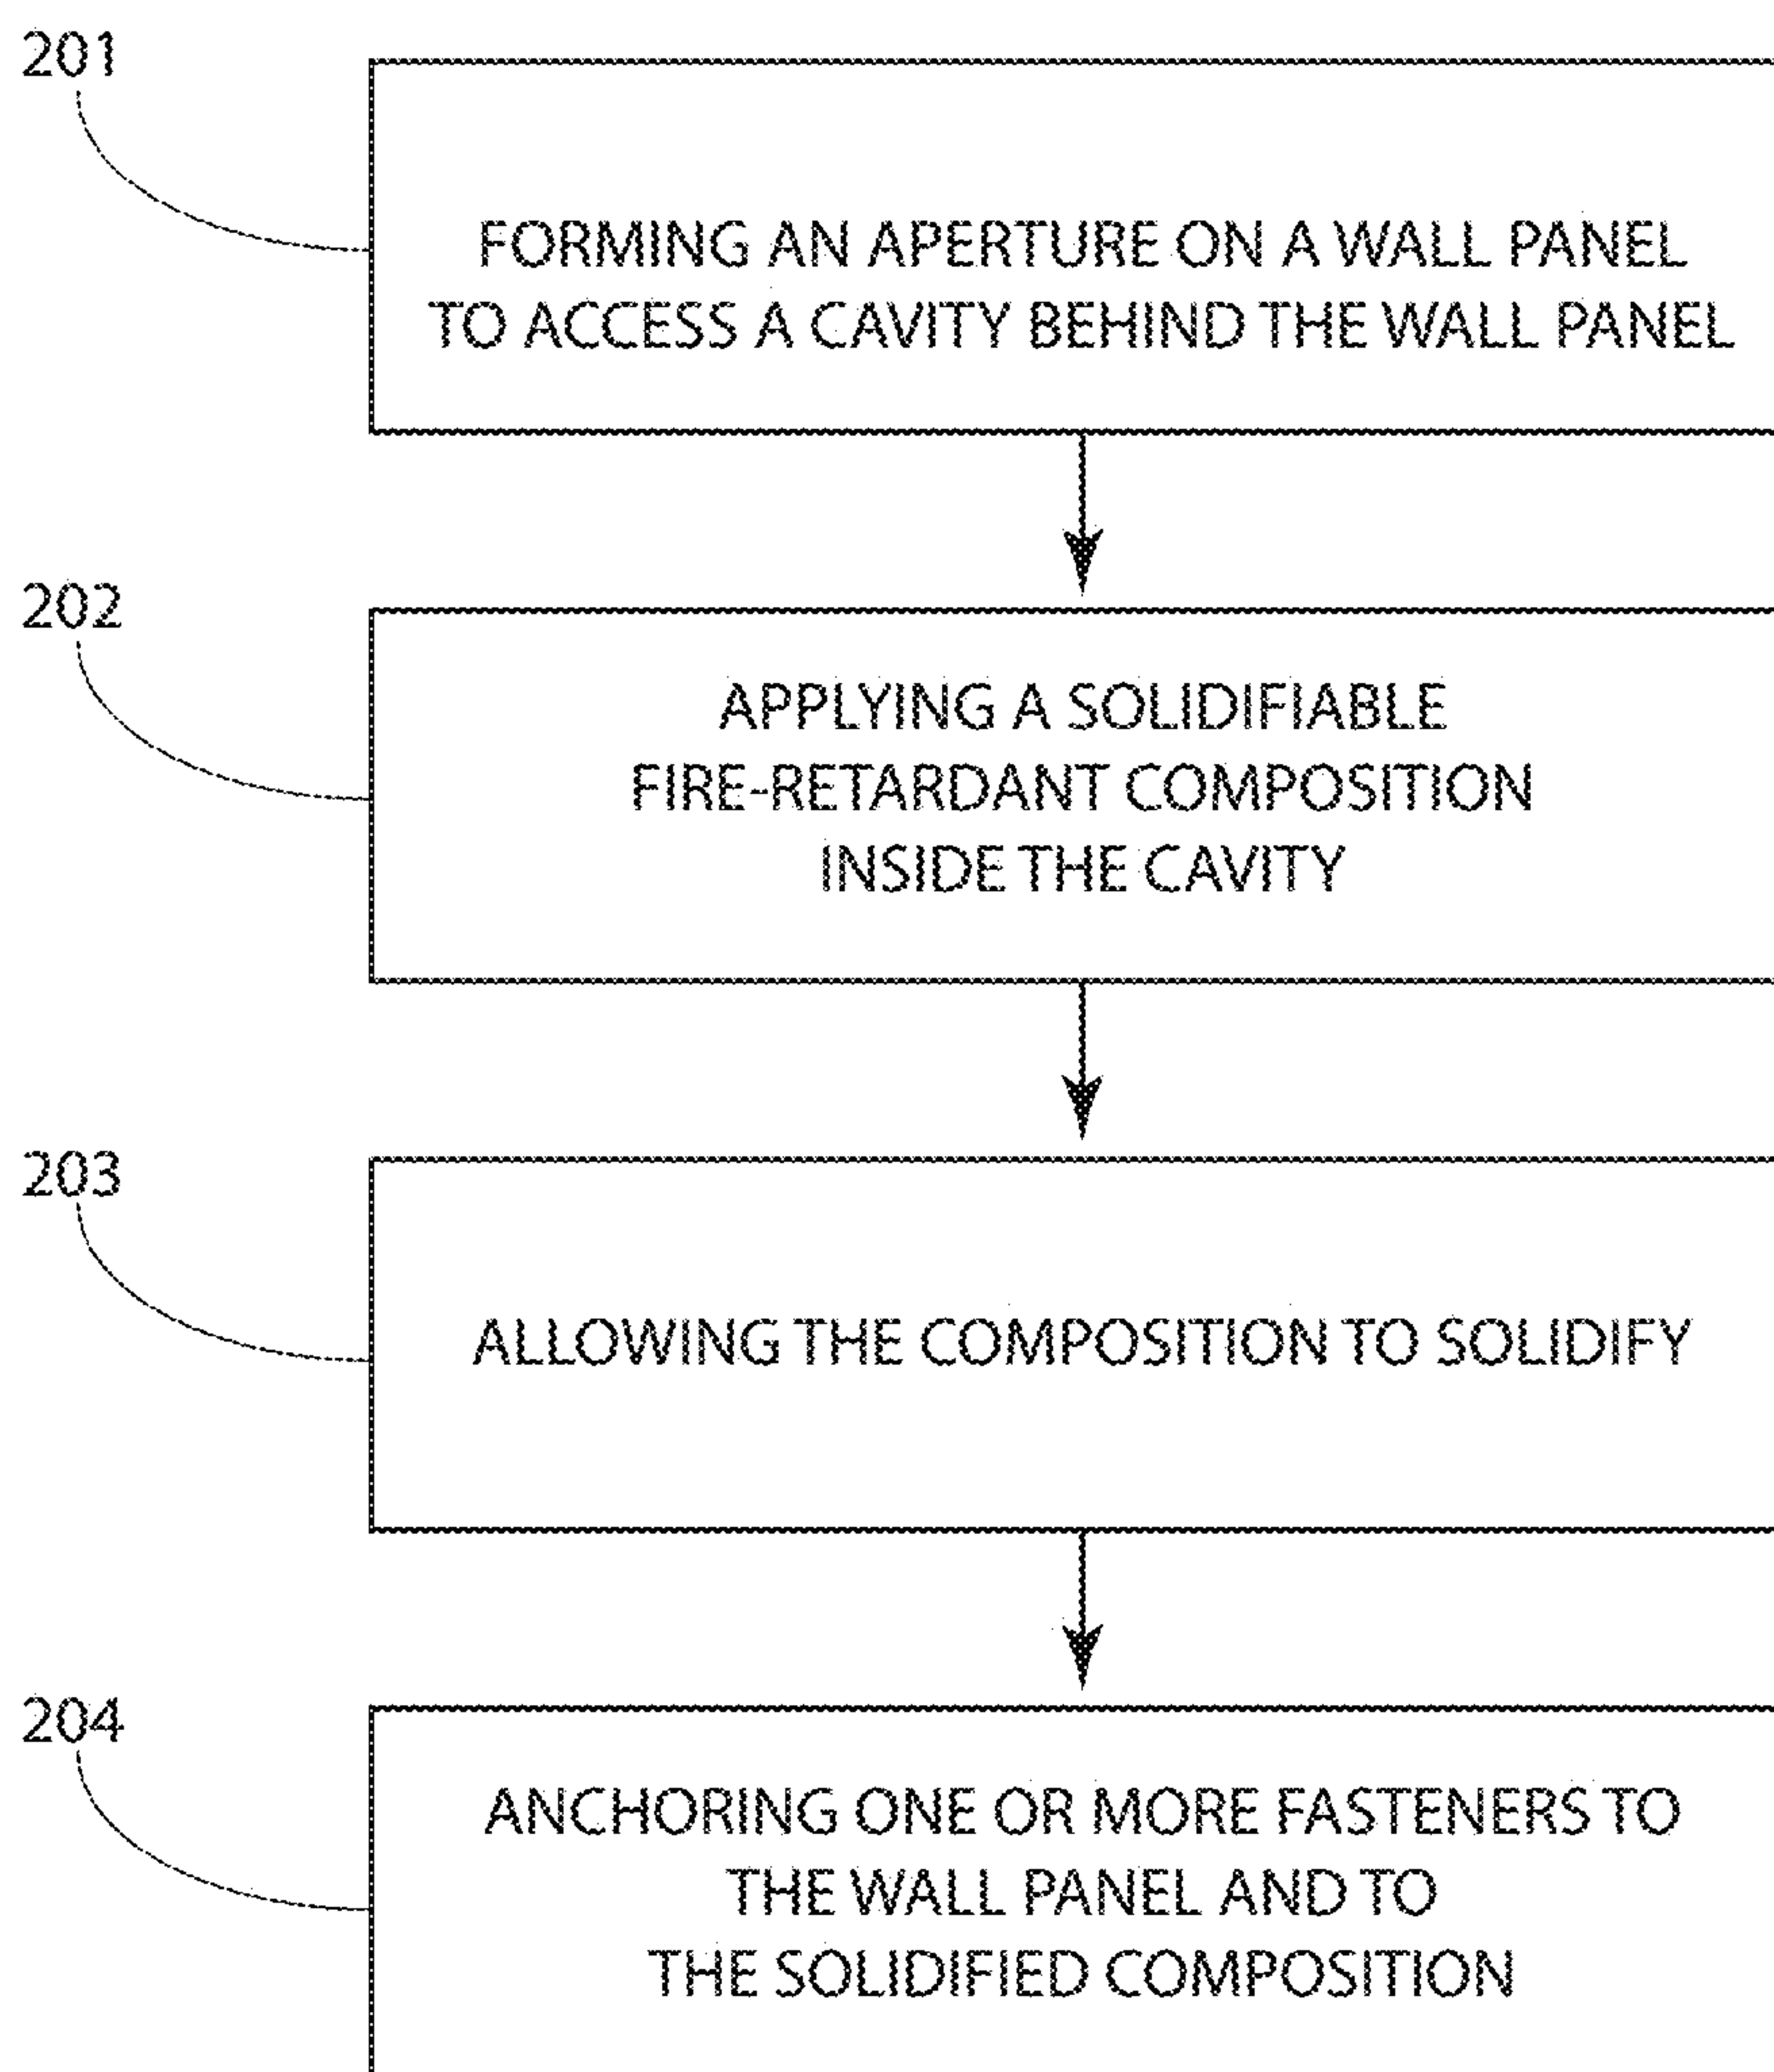 201
FORMING AN APERTURE ON A WALL PANEL
TO ACCESS A CAVITY BEHIND THE WALL PANEL
202
APPLYING A SOLIDIFIABLE
FIRE-RETARDANT COMPOSITION
INSIDE THE CAVITY
203
ALLOWING THE COMPOSITION TO SOLIDIFY
204
ANCHORING ONE OR MORE FASTENERS TO
THE WALL PANEL AND TO
THE SOLIDIFIED COMPOSITION